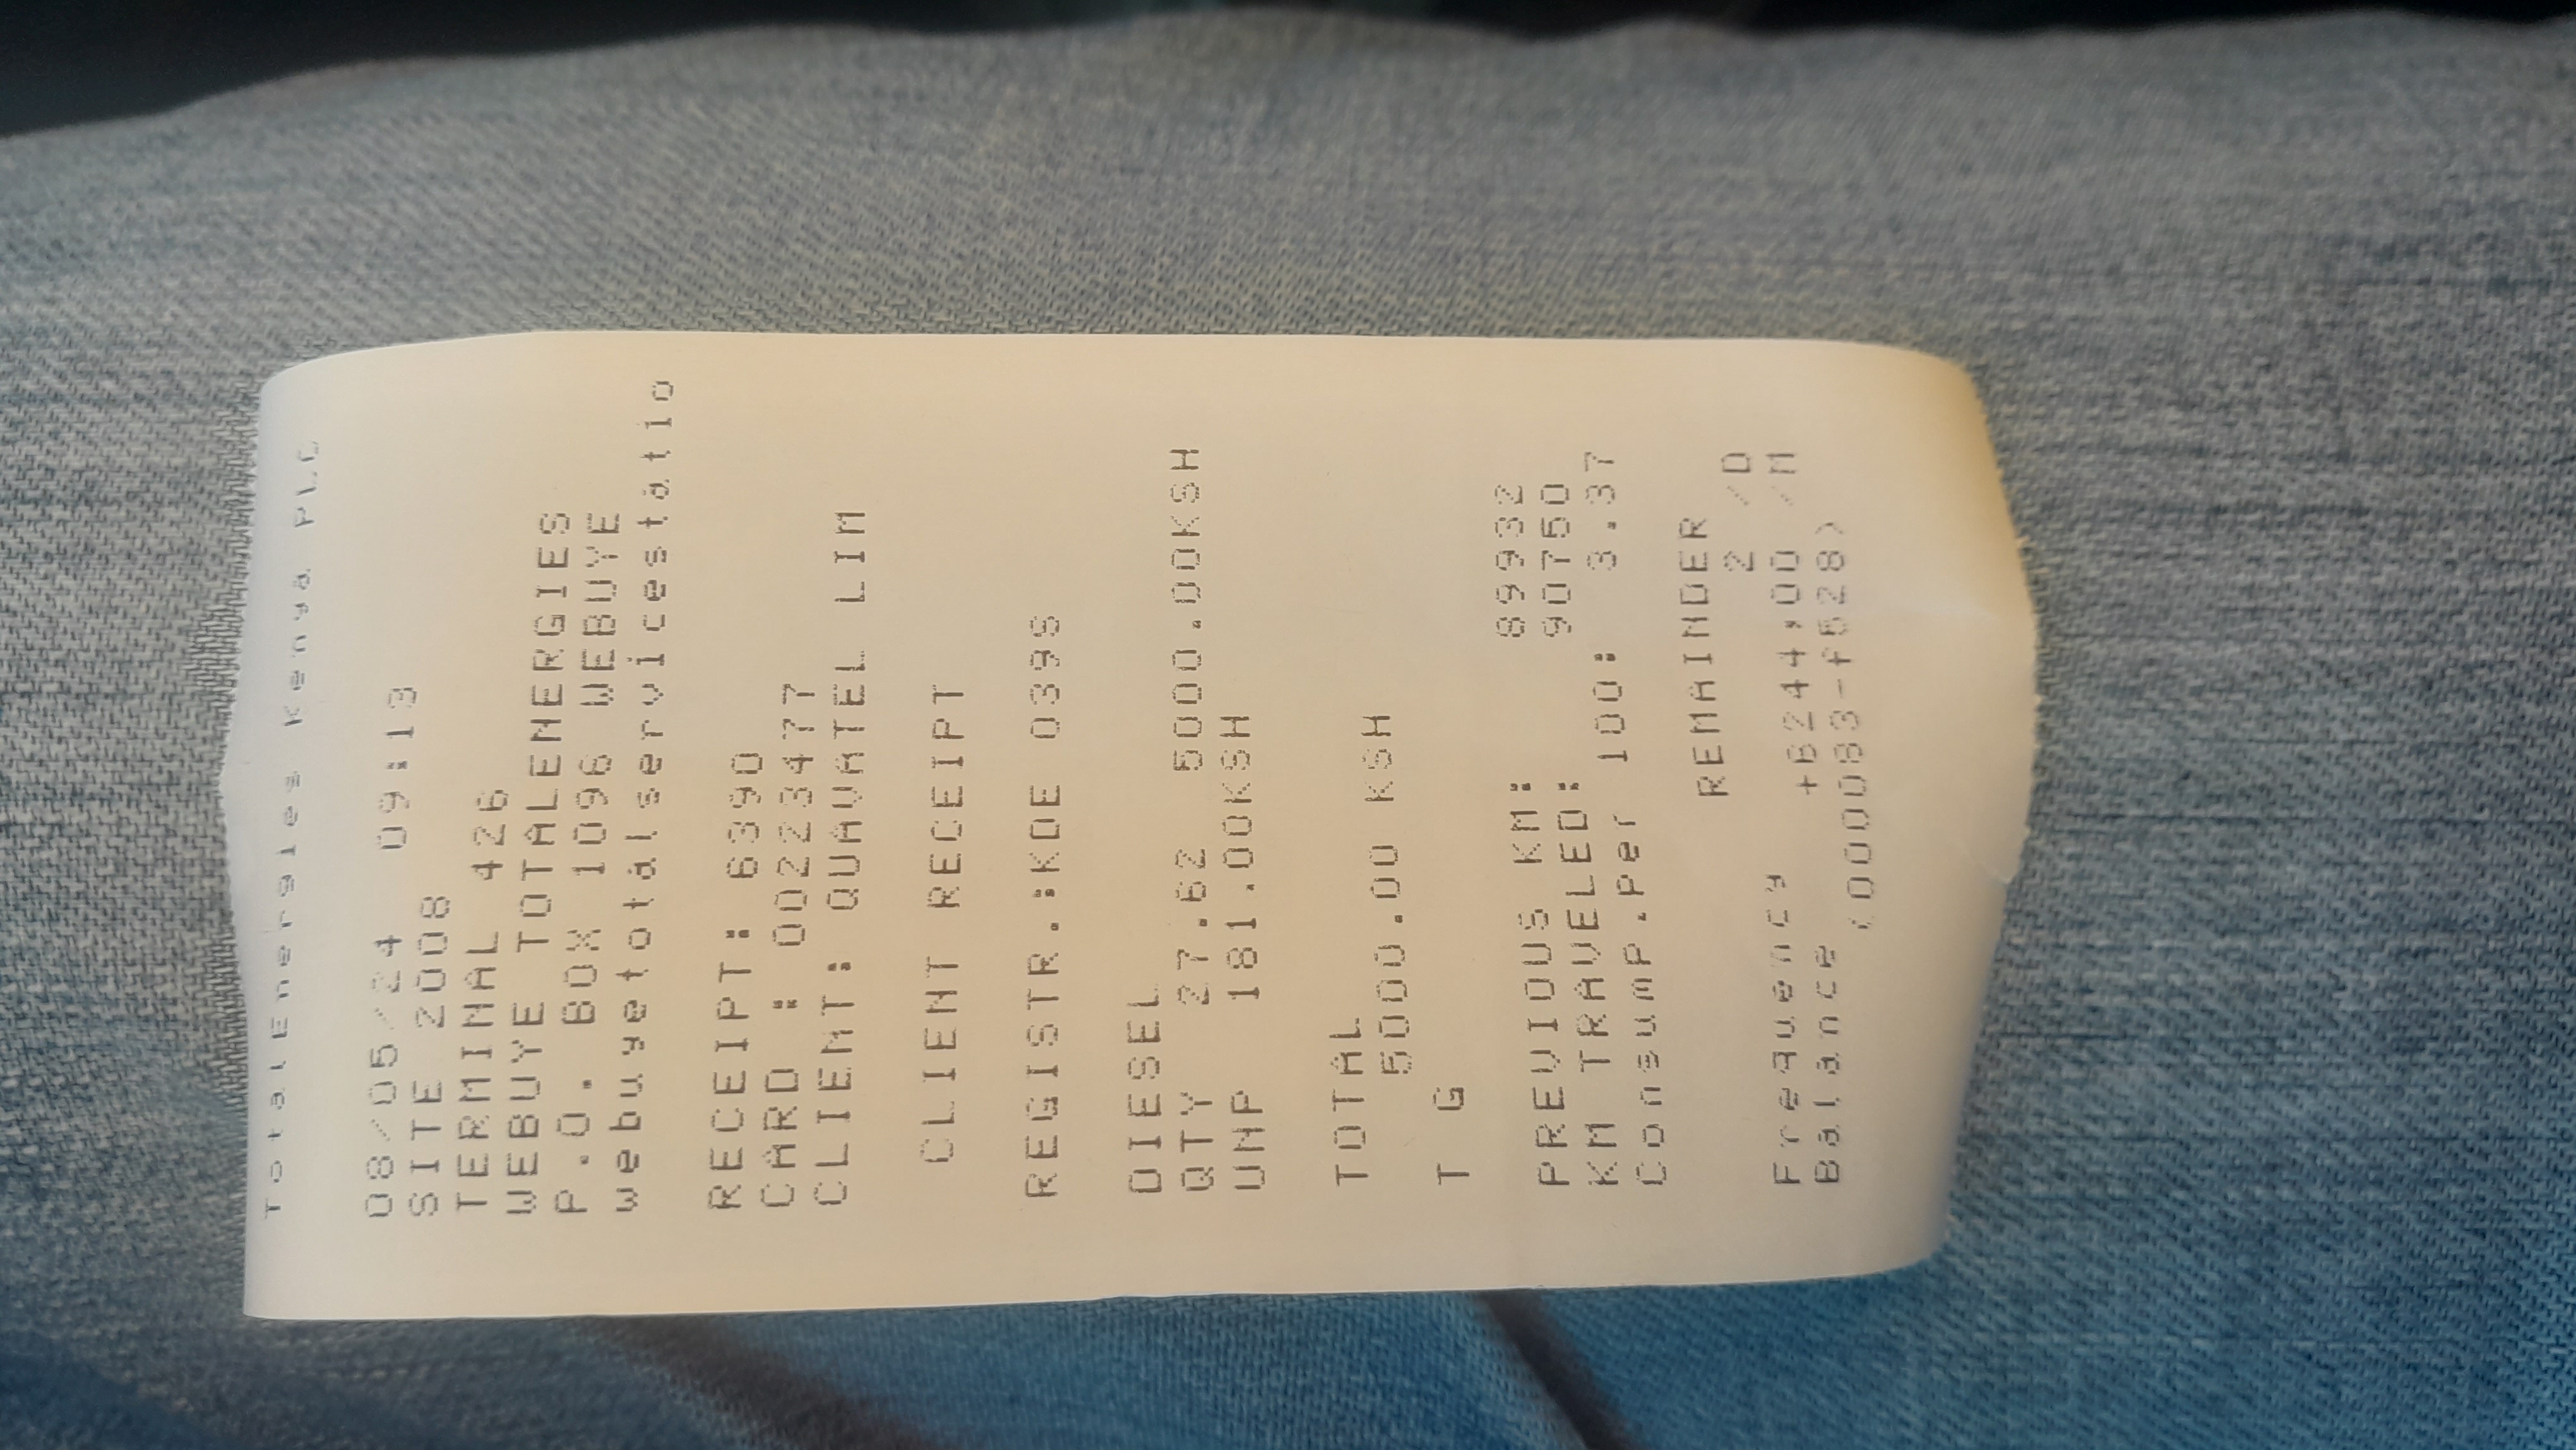 TotalEnergies Kenya PLC
08/05/24 09:13
SITE 2008
TERMINAL 426
WEBUYE TOTALENERGIES
P.O. BOX 1096 WEBUYE
webuyetotalservicestatio
RECEIPT: 6390
CARD : 00223477
CLIENT: QUAVATEL LIM
CLIENT RECEIPT
REGISTR.:KDE 039S
DIESEL
QTY 27.62 5000.00KSH
UNP 181.00KSH
TOTAL
5000.00 KSH
T G
PREVIOUS KM: 89932
KM TRAVELED: 90750
Consump.Per 100: 3.37
REMAINDER
Frequency 2 /D
Balance +8244,00 /M
(000083-f628)